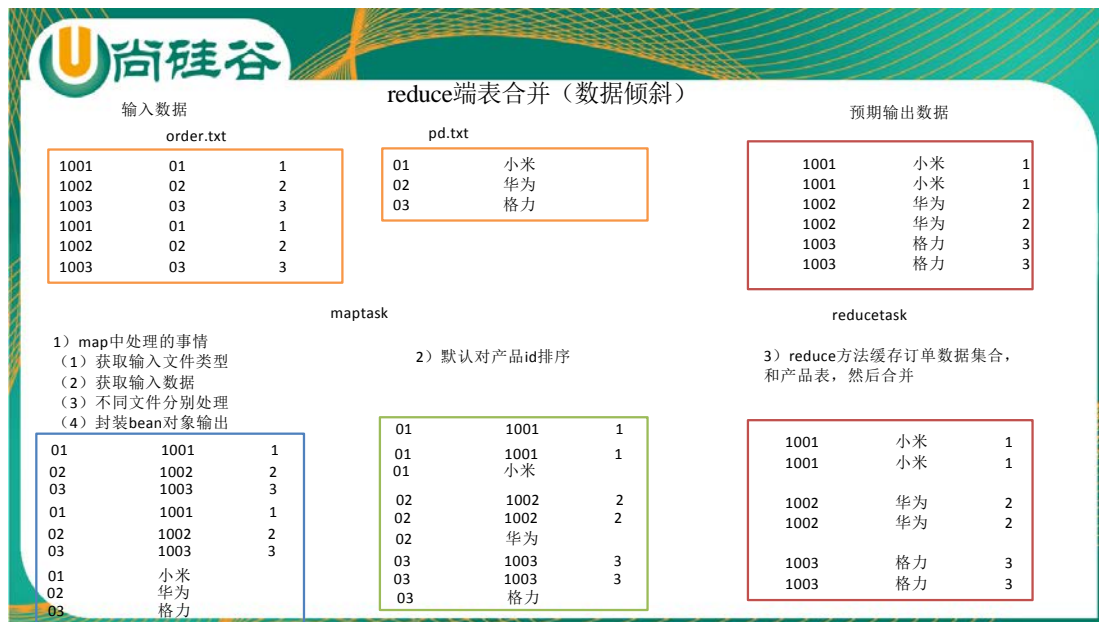 尚硅谷
reduce端表合并（数据倾斜）
输入数据
order.txt
1001 01 1
1002 02 2
1003 03 3
1001 01 1
1002 02 2
1003 03 3
pd.txt
01 小米
02 华为
03 格力
预期输出数据
1001 小米 1
1001 小米 1
1002 华为 2
1002 华为 2
1003 格力 3
1003 格力 3
maptask
1）map中处理的事情
（1）获取输入文件类型
（2）获取输入数据
（3）不同文件分别处理
（4）封装bean对象输出
01 1001 1
02 1002 2
03 1003 3
01 1001 1
02 1002 2
03 1003 3
01 小米
02 华为
03 格力
2）默认对产品id排序
01 1001 1
01 1001 1
01 小米
02 1002 2
02 1002 2
02 华为
03 1003 3
03 1003 3
03 格力
reducetask
3）reduce方法缓存订单数据集合，
和产品表，然后合并
1001 小米 1
1001 小米 1
1002 华为 2
1002 华为 2
1003 格力 3
1003 格力 3